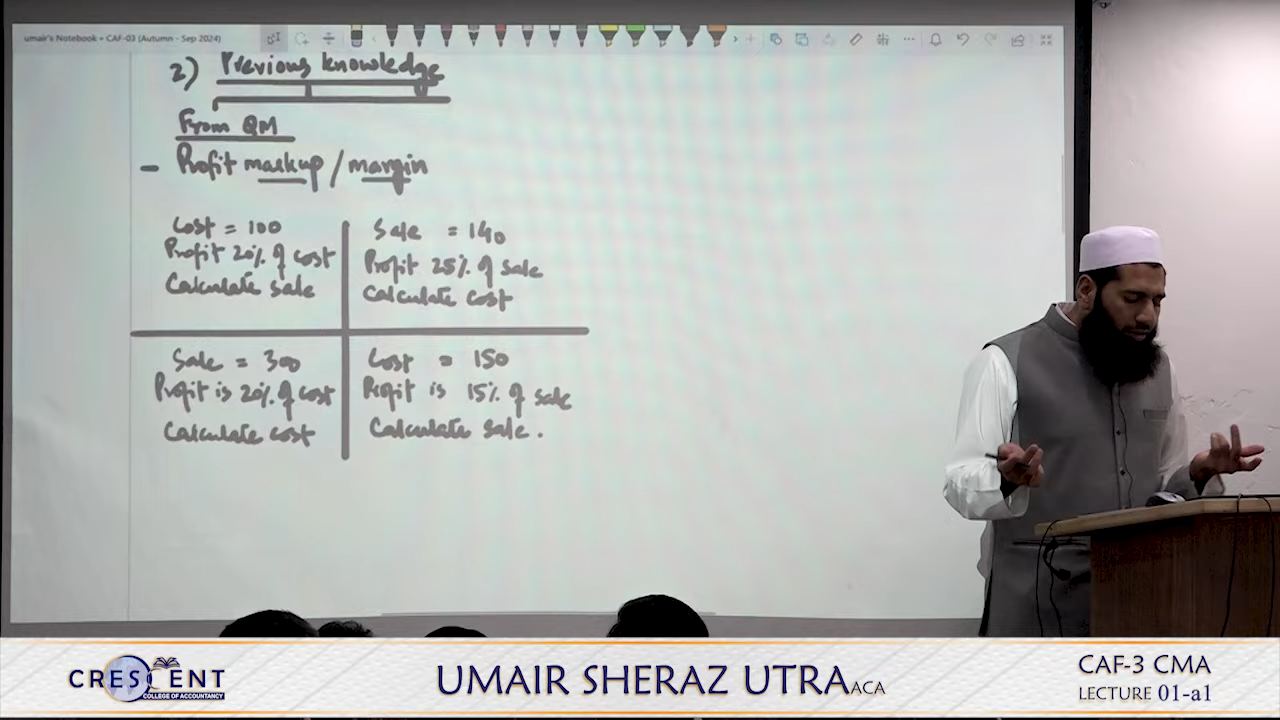 umair's Notebook » CAF-03 (Autumn - Sep 2024)
2) Previous knowledge
From QM
- Profit markup / margin
Cost = 100
Profit 20% of cost
Calculate sale
Sale = 140
Profit 25% of sale
Calculate cost
Sale = 300
Profit is 20% of cost
Calculate cost
Cost = 150
Profit is 15% of sale
Calculate sale.
CRESCENT
COLLEGE OF ACCOUNTANCY
UMAIR SHERAZ UTRA ACA
CAF-3 CMA
LECTURE 01-a1